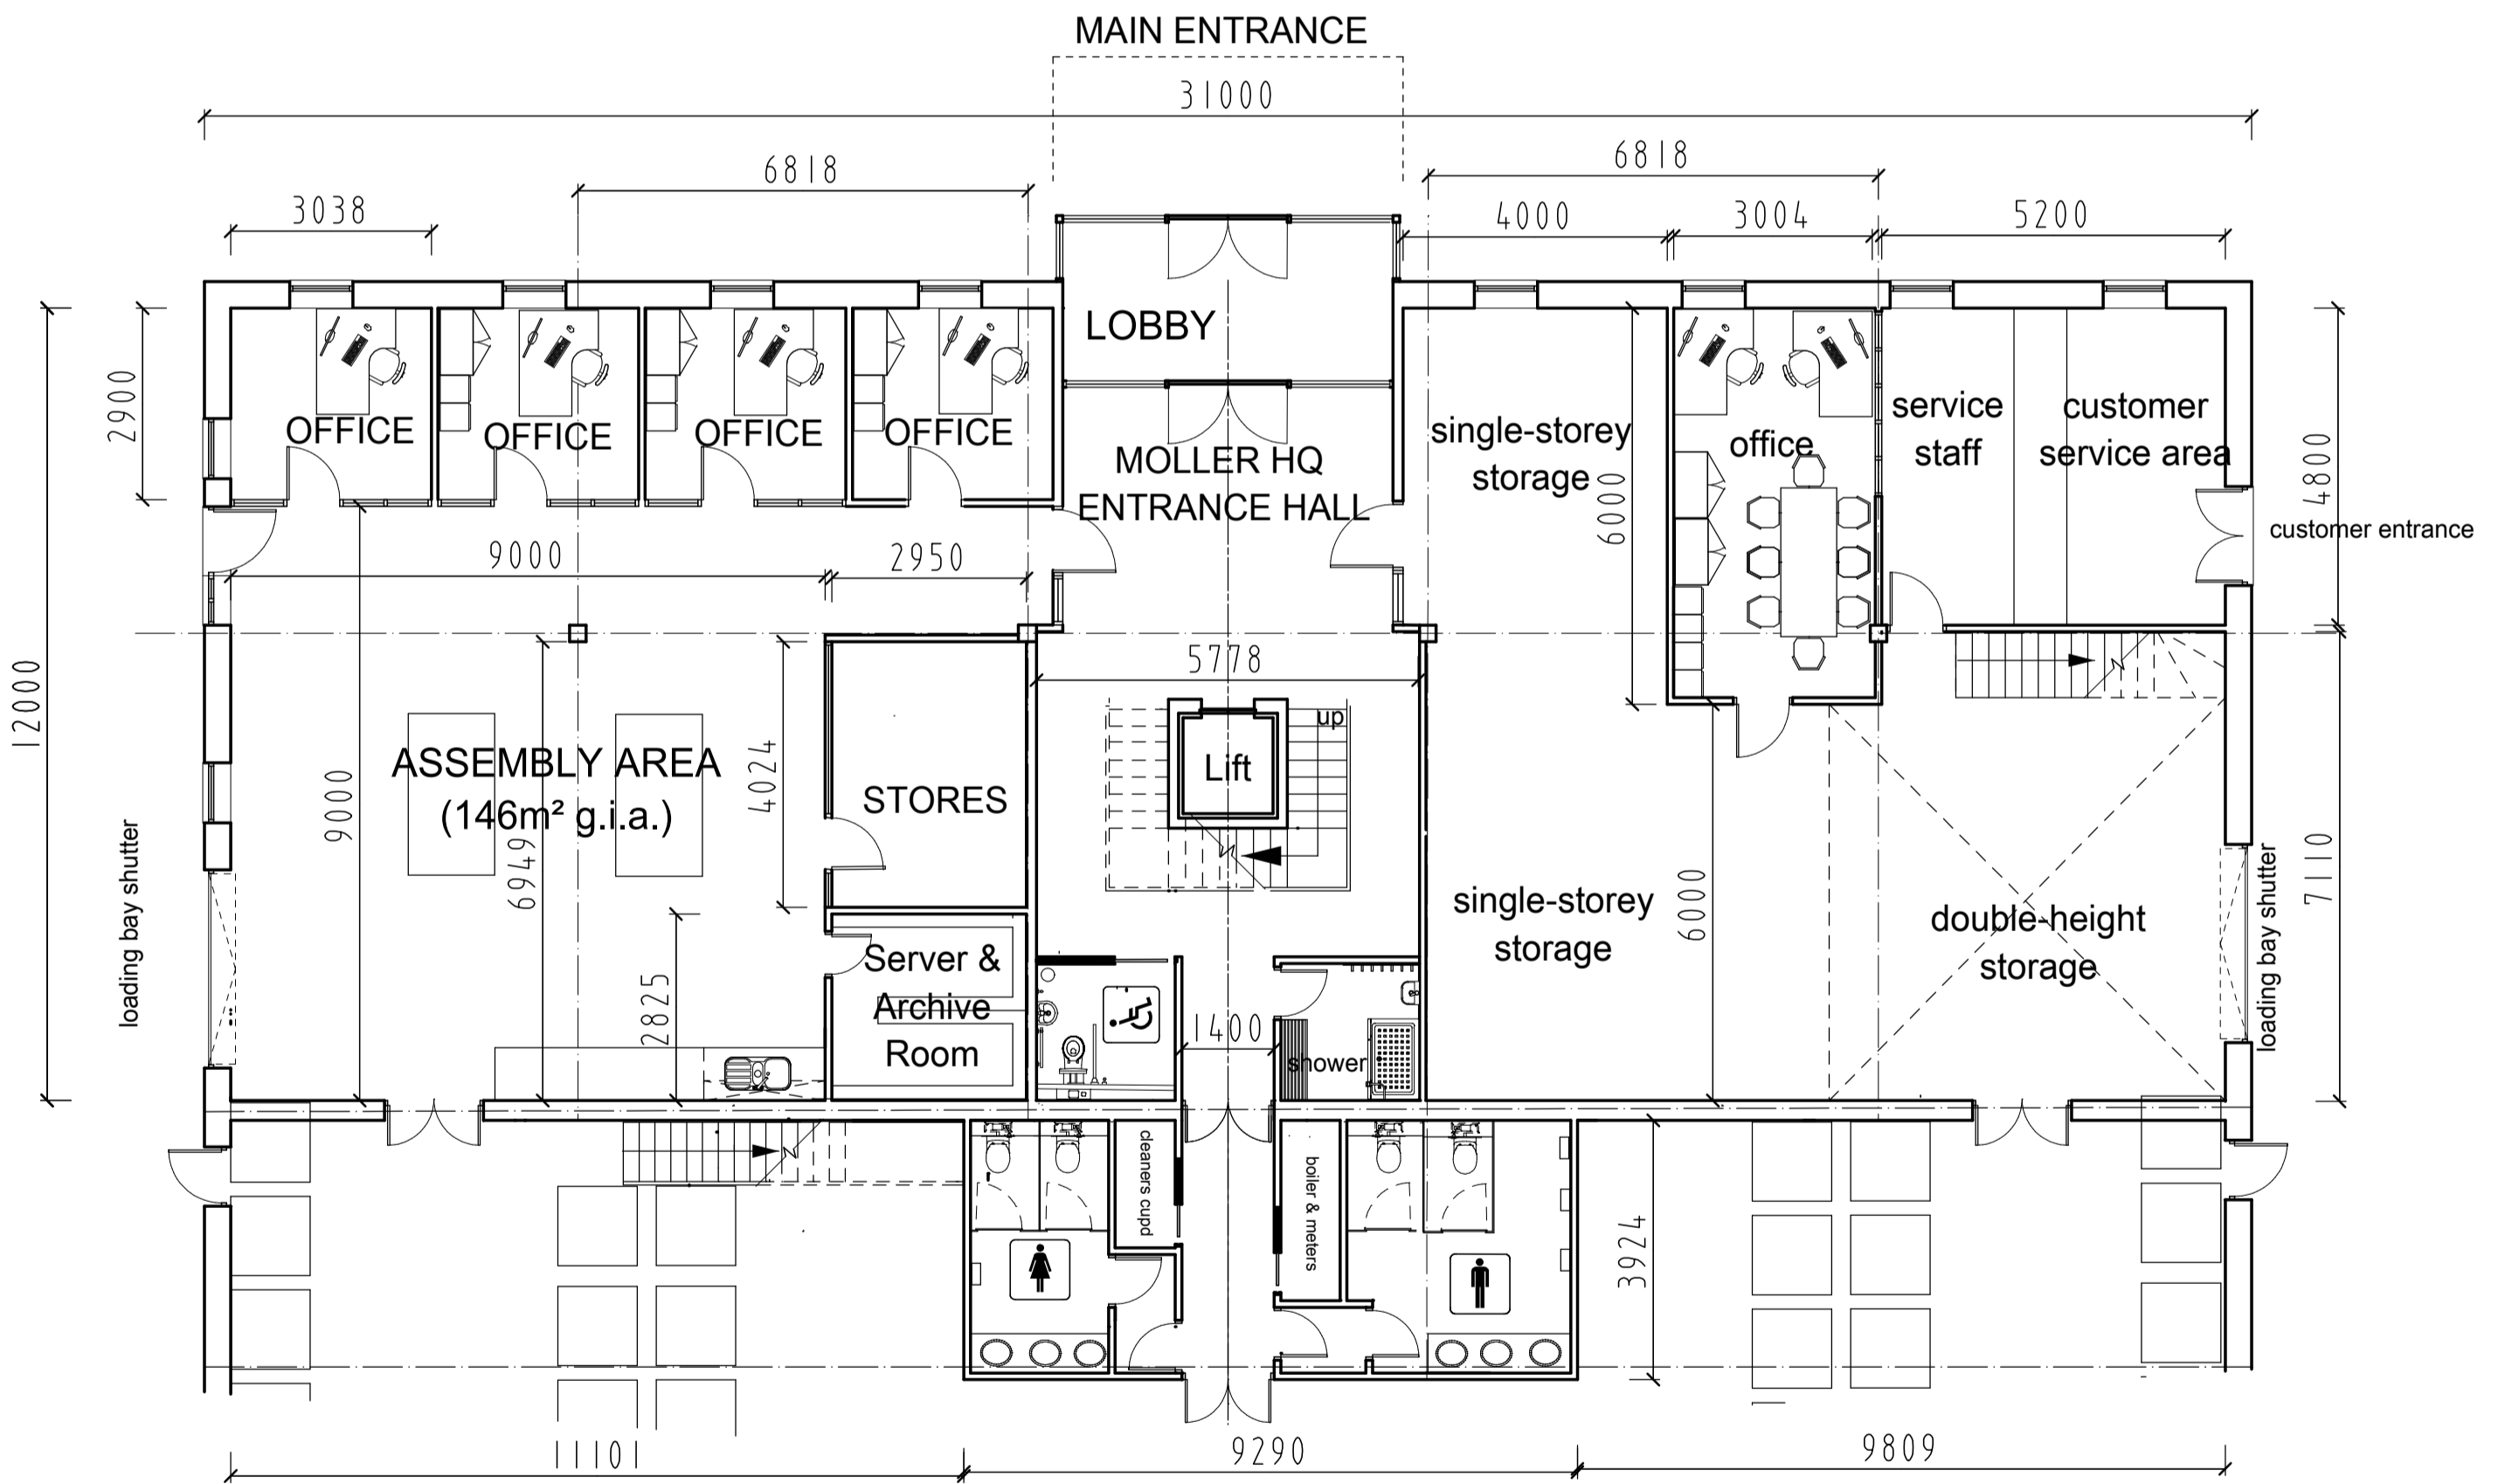 MAIN ENTRANCE
31000
6818
6818
3038
4000
3004
5200
LOBBY
2900
OFFICE
OFFICE
OFFICE
OFFICE
MOLLER HQ
ENTRANCE HALL
single-storey
storage
office
service
staff
customer
service area
4800
6000
customer entrance
9000
2950
12000
5778
up
Lift
ASSEMBLY AREA
(146m² g.i.a.)
9000
6949
4024
STORES
loading bay shutter
single-storey
storage
6000
double-height
storage
7110
loading bay shutter
2825
Server &
Archive
Room
1400
shower
cleaners cupd
boiler & meters
3924
11101
9290
9809